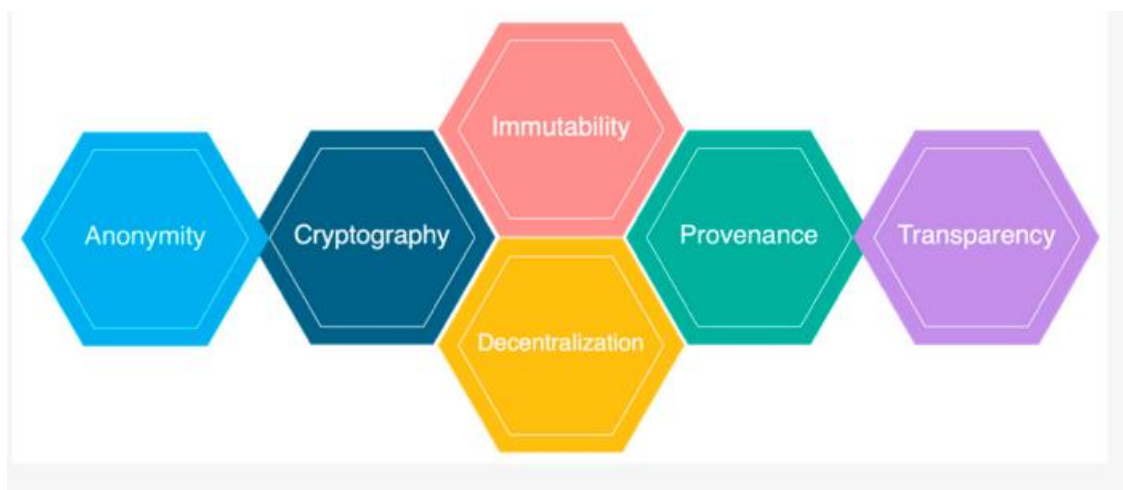 Immutability
Anonymity
Cryptography
Provenance
Transparency
Decentralization